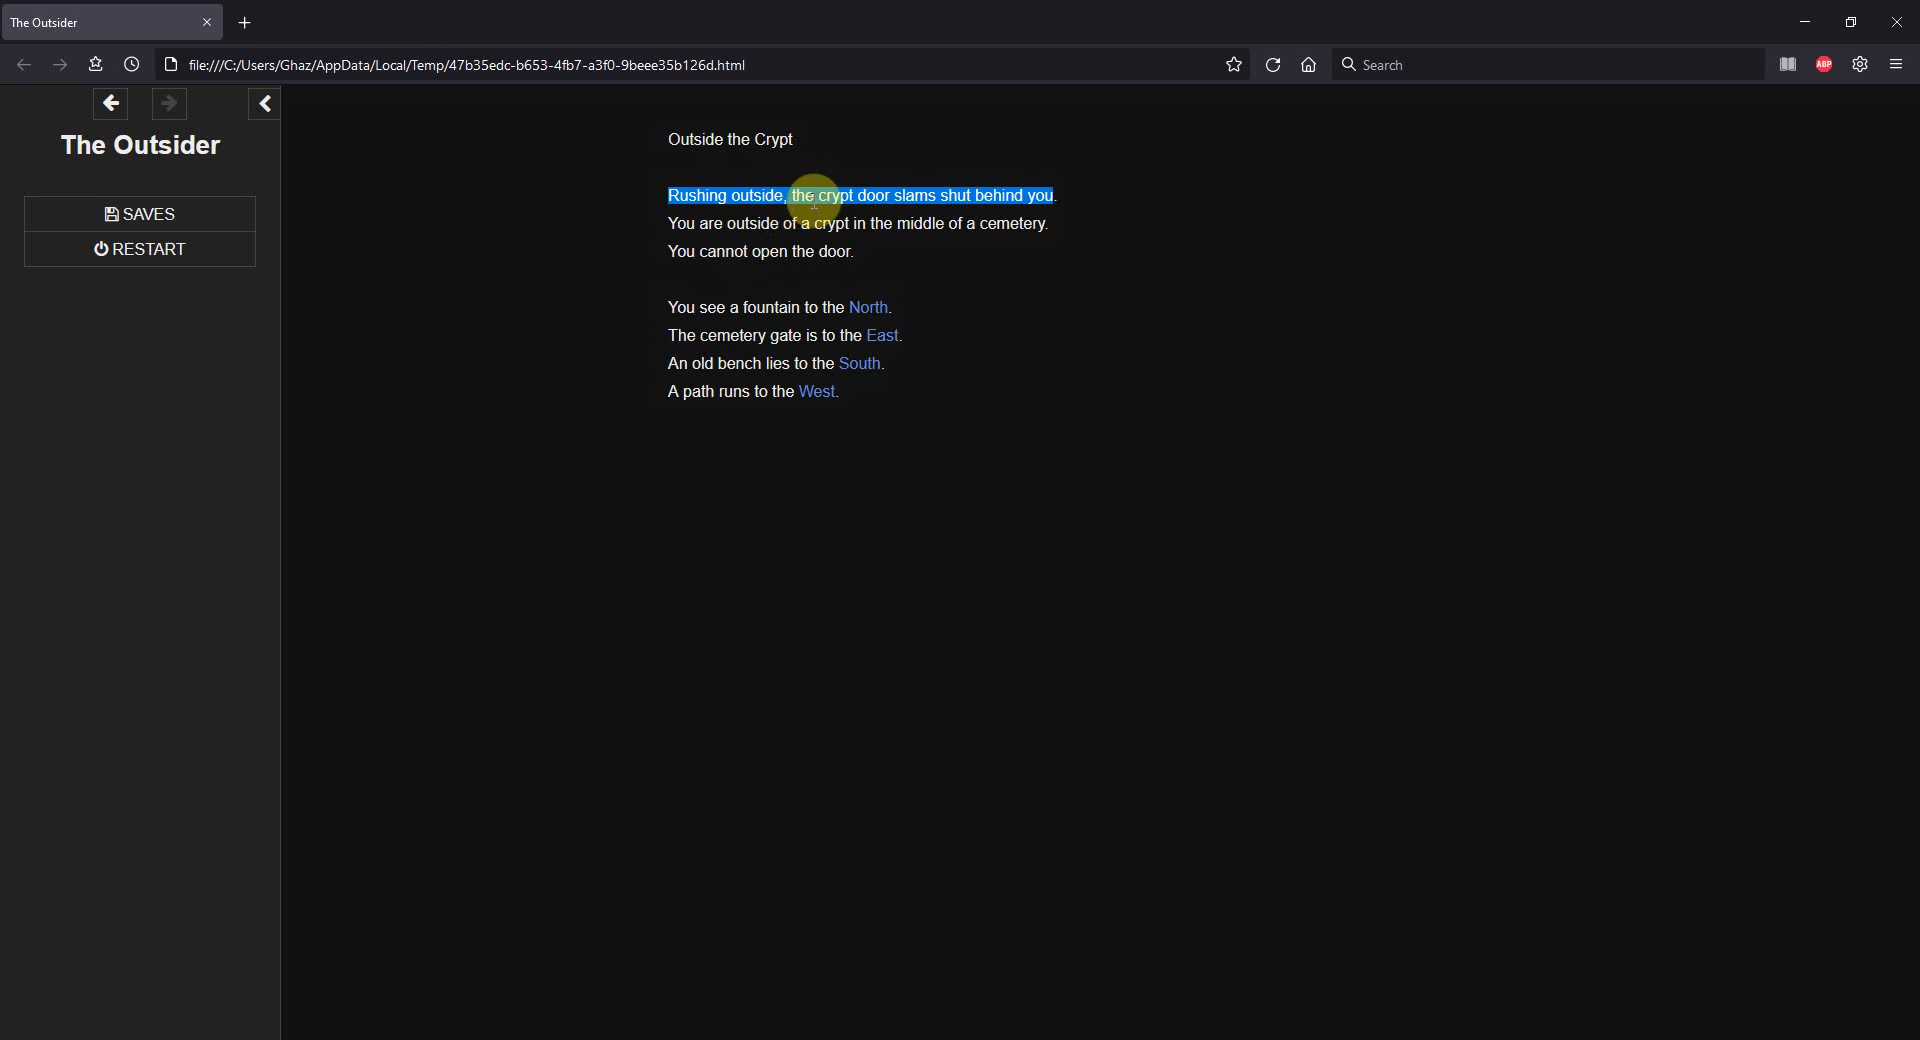 The Outsider
file:///C:/Users/Ghaz/AppData/Local/Temp/47b35edc-b653-4fb7-a3f0-9beee35b126d.html
Search
ABP
The Outsider
SAVES
RESTART
Outside the Crypt
Rushing outside, the crypt door slams shut behind you.
You are outside of a crypt in the middle of a cemetery.
You cannot open the door.
You see a fountain to the North.
The cemetery gate is to the East.
An old bench lies to the South.
A path runs to the West.